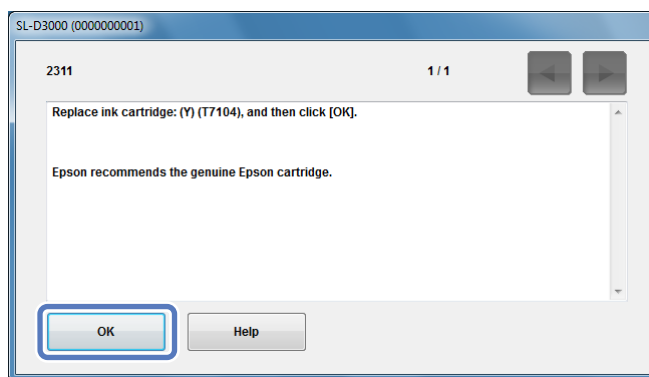 SL-D3000 (0000000001)
2311 1 / 1
Replace ink cartridge: (Y) (T7104), and then click [OK].
Epson recommends the genuine Epson cartridge.
OK Help